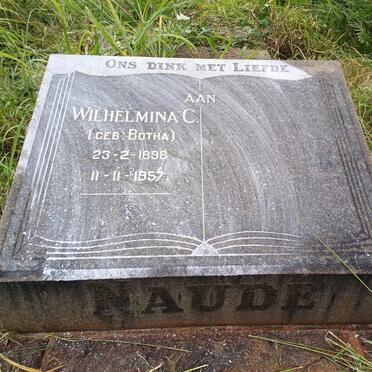 Ons dink met Liefde
aan
Wilhelmina C.
(geb: Botha)
23-2-1898
11-11-1957
NAUDE